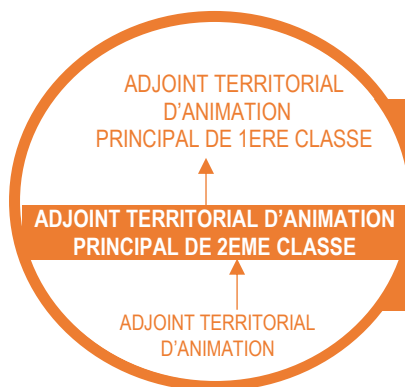 ADJOINT TERRITORIAL
D'ANIMATION
PRINCIPAL DE 1ERE CLASSE
ADJOINT TERRITORIAL D'ANIMATION
PRINCIPAL DE 2EME CLASSE
ADJOINT TERRITORIAL
D'ANIMATION